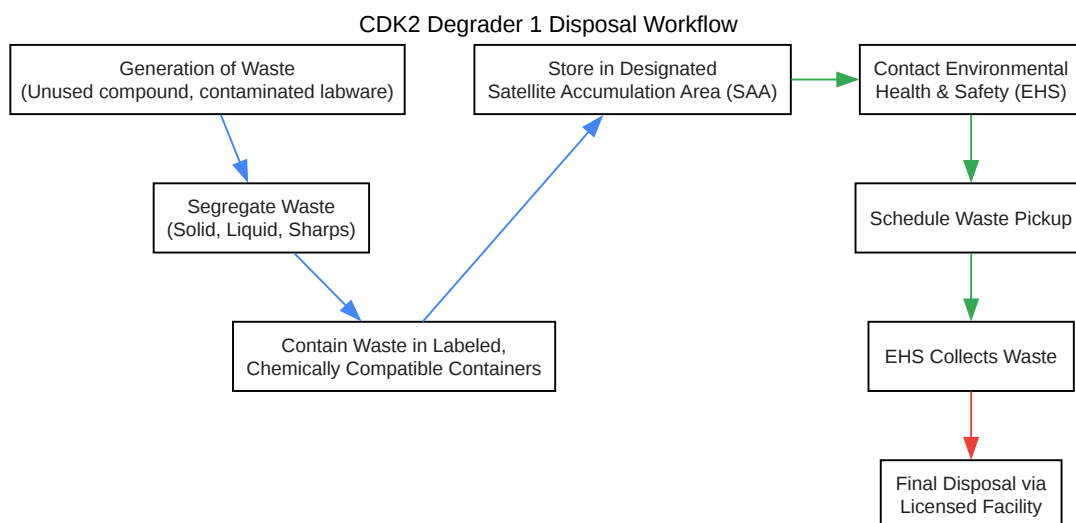 CDK2 Degrader 1 Disposal Workflow
Generation of Waste
(Unused compound, contaminated labware)
Segregate Waste
(Solid, Liquid, Sharps)
Contain Waste in Labeled,
Chemically Compatible Containers
Store in Designated
Satellite Accumulation Area (SAA)
Contact Environmental
Health & Safety (EHS)
Schedule Waste Pickup
EHS Collects Waste
Final Disposal via
Licensed Facility